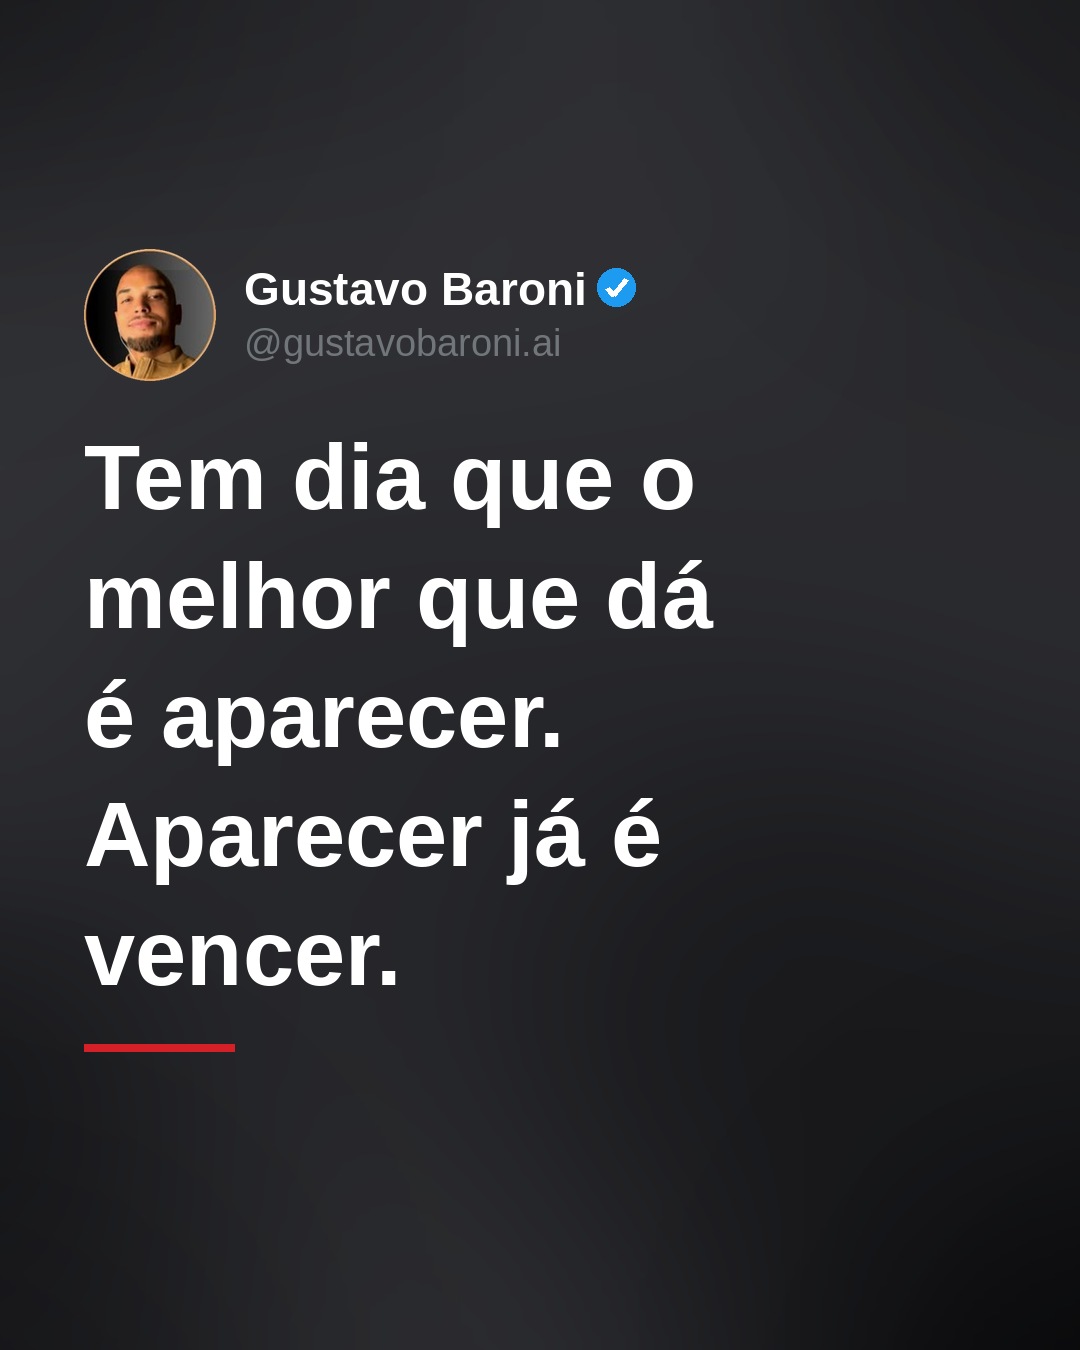 Gustavo Baroni
@gustavobaroni.ai
Tem dia que o
melhor que dá
é aparecer.
Aparecer já é
vencer.